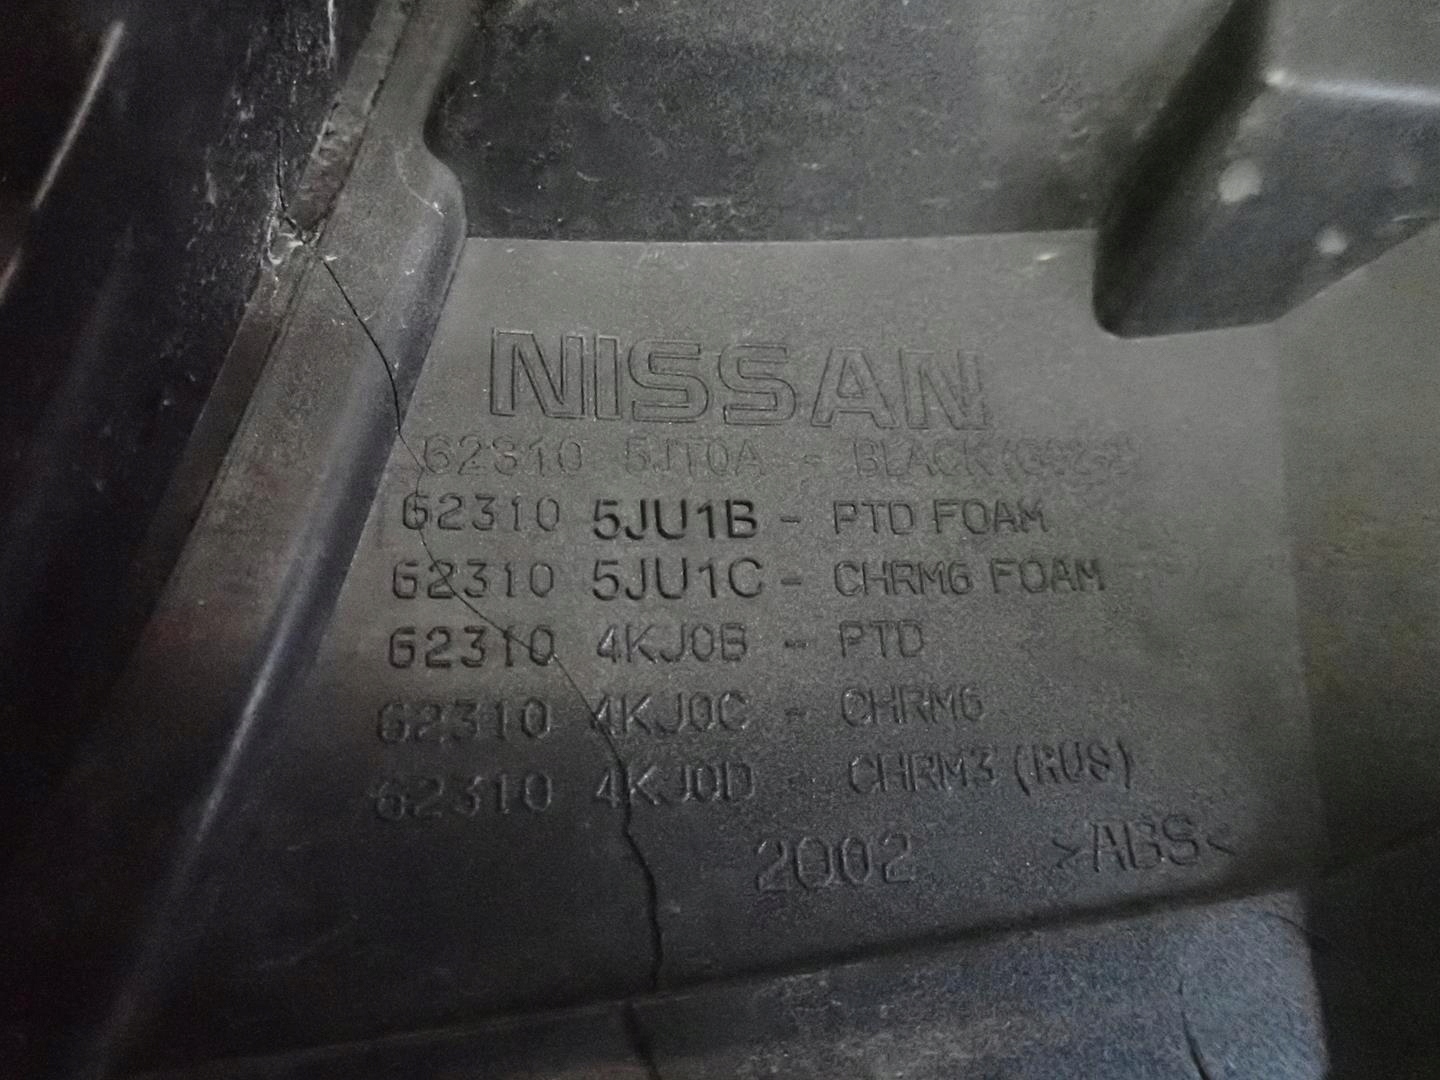 NISSAN
62310 5JT0A - BLACK
62310 5JU1B - PTD FOAM
62310 5JU1C - CHRM6 FOAM
62310 4KJ0B - PTD
62310 4KJ0C - CHRM6
62310 4KJ0D - CHRM3 (RUS)
2002 >ABS<